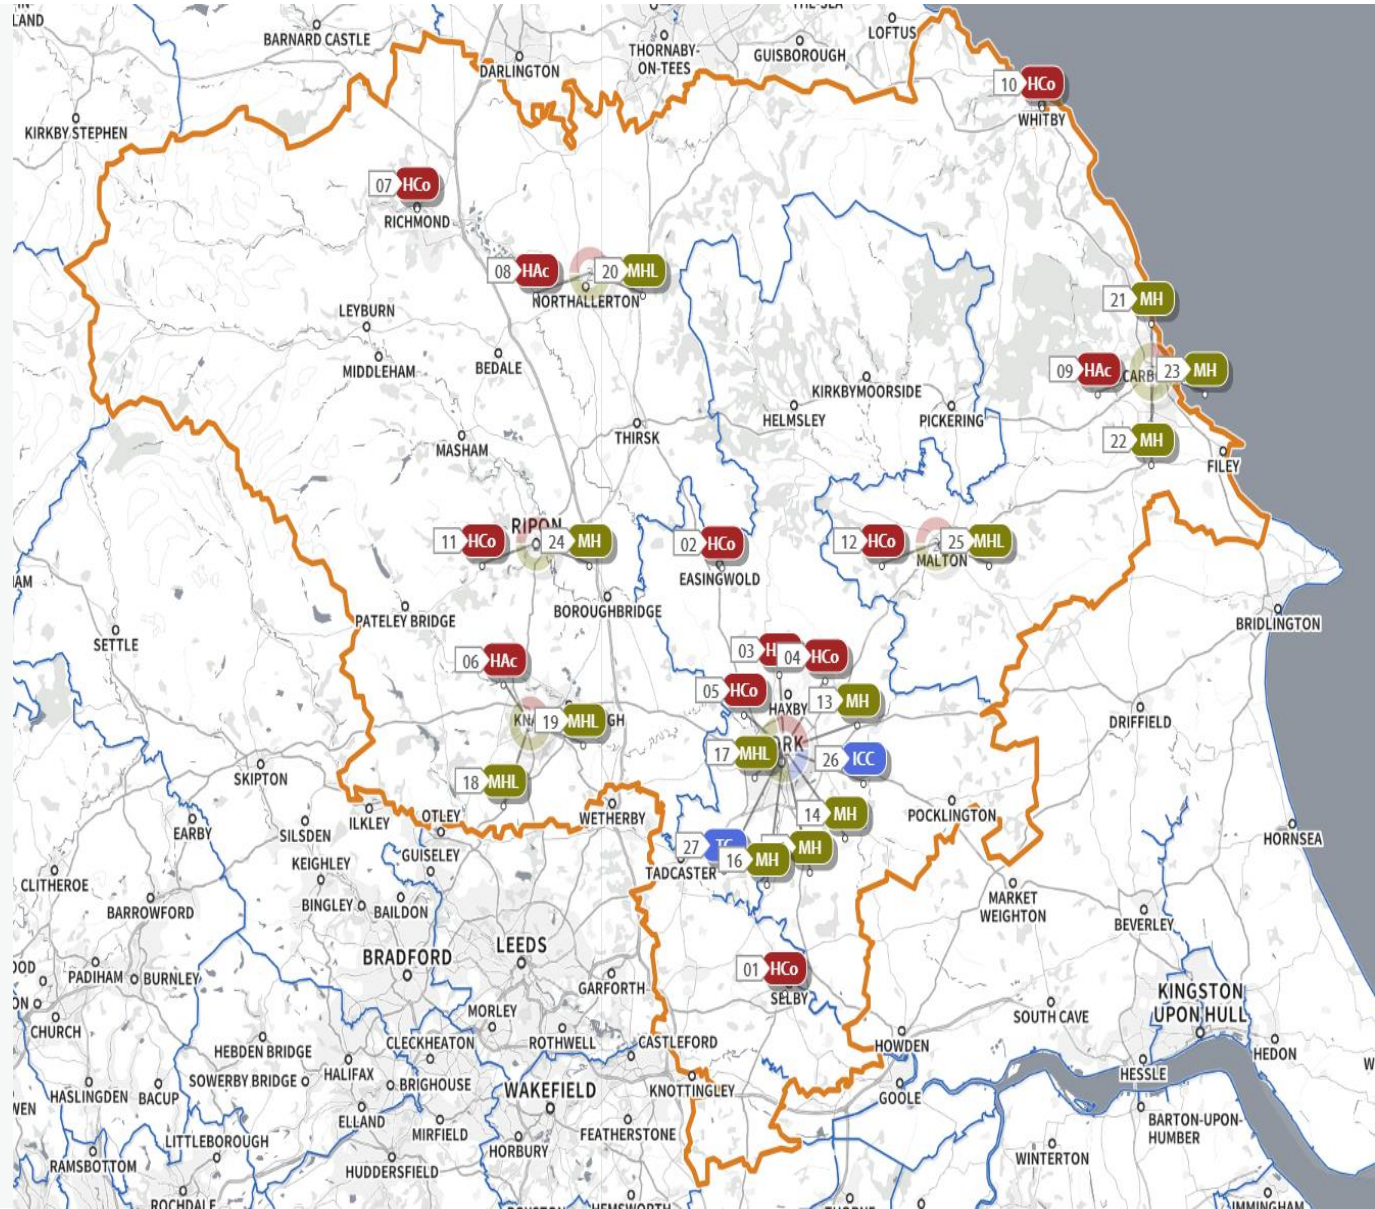 LAND
BARNARD CASTLE
DARLINGTON
THORNABY-
ON-TEES
GUISBOROUGH
LOFTUS
KIRKBY STEPHEN
10 HCo
WHITBY
07 HCo
RICHMOND
08 HAc
20 MHL
NORTHALLERTON
21 MH
LEYBURN
MIDDLEHAM
BEDALE
09 HAc
23 MH
KIRKBYMOORSIDE
HELMSLEY
PICKERING
MASHAM
THIRSK
22 MH
FILEY
RIPON
11 HCo
24 MH
02 HCo
EASINGWOLD
12 HCo
25 MHL
MALTON
BOROUGHBRIDGE
PATELEY BRIDGE
SETTLE
BRIDLINGTON
06 HAc
03
04 HCo
05 HCo
HAXBY
13 MH
19 MHL
DRIFFIELD
17 MHL
26 ICC
SKIPTON
18 MHL
ILKLEY
OTLEY
WETHERBY
14 MH
POCKLINGTON
EARBY
SILSDEN
GUISELEY
KEIGHLEY
27
16 MH
MH
TADCASTER
HORNSEA
CLITHEROE
BARROWFORD
BINGLEY
BAILDON
MARKET
WEIGHTON
BEVERLEY
BRADFORD
LEEDS
01 HCo
SELBY
PADIHAM
BURNLEY
GARFORTH
KINGSTON
UPON HULL
CHURCH
MORLEY
SOUTH CAVE
CLECKHEATON
ROTHWELL
CASTLEFORD
HOWDEN
HEDON
HEBDEN BRIDGE
HALIFAX
HESSLE
SOWERBY BRIDGE
BRIGHOUSE
WAKEFIELD
KNOTTINGLEY
GOOLE
HASLINGDEN
BACUP
ELLAND
MIRFIELD
FEATHERSTONE
BARTON-UPON-
HUMBER
LITTLEBOROUGH
HORBURY
WINTERTON
RAMSBOTTOM
HUDDERSFIELD
ROCHDALE
HEMSWORTH
IMMINGHAM